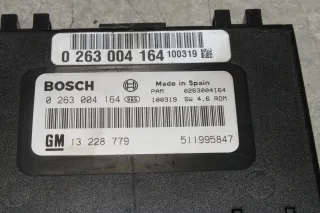 0 263 004 164 100319
BOSCH Made in Spain
PAM 0263004164
0 263 004 164 100319 SW 4.6 ROM
GM 13 228 779 511995847